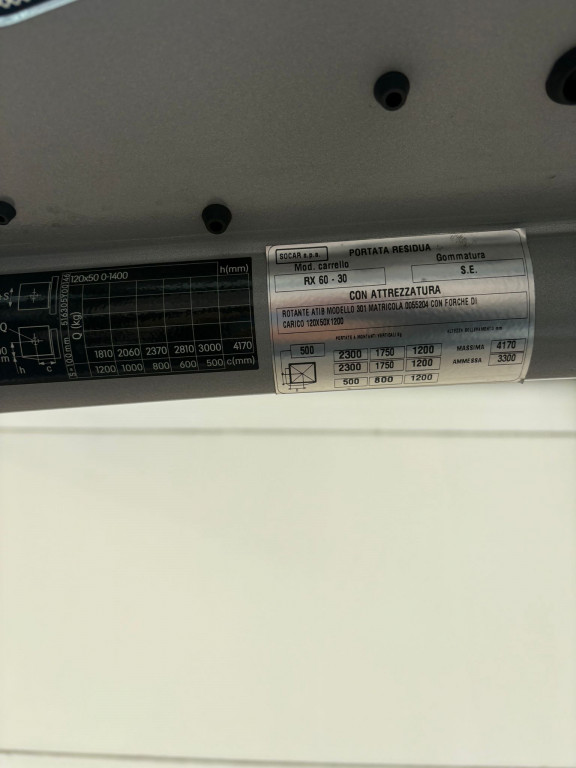 120x50 0-1400
h(mm)
Q (kg)
1810 2060 2370 2810 3000 4170
1200 1000 800 600 500 c(mm)
h
c
SOCAR s.p.a.
PORTATA RESIDUA
Mod. carrello
Gommatura
RX 60 - 30
S.E.
CON ATTREZZATURA
ROTANTE ATIB MODELLO 301 MATRICOLA 0055204 CON FORCHE DI
CARICO 120X50X1200
500
2300 1750 1200
MASSIMA 4170
2300 1750 1200
AMMESSA 3300
500 800 1200